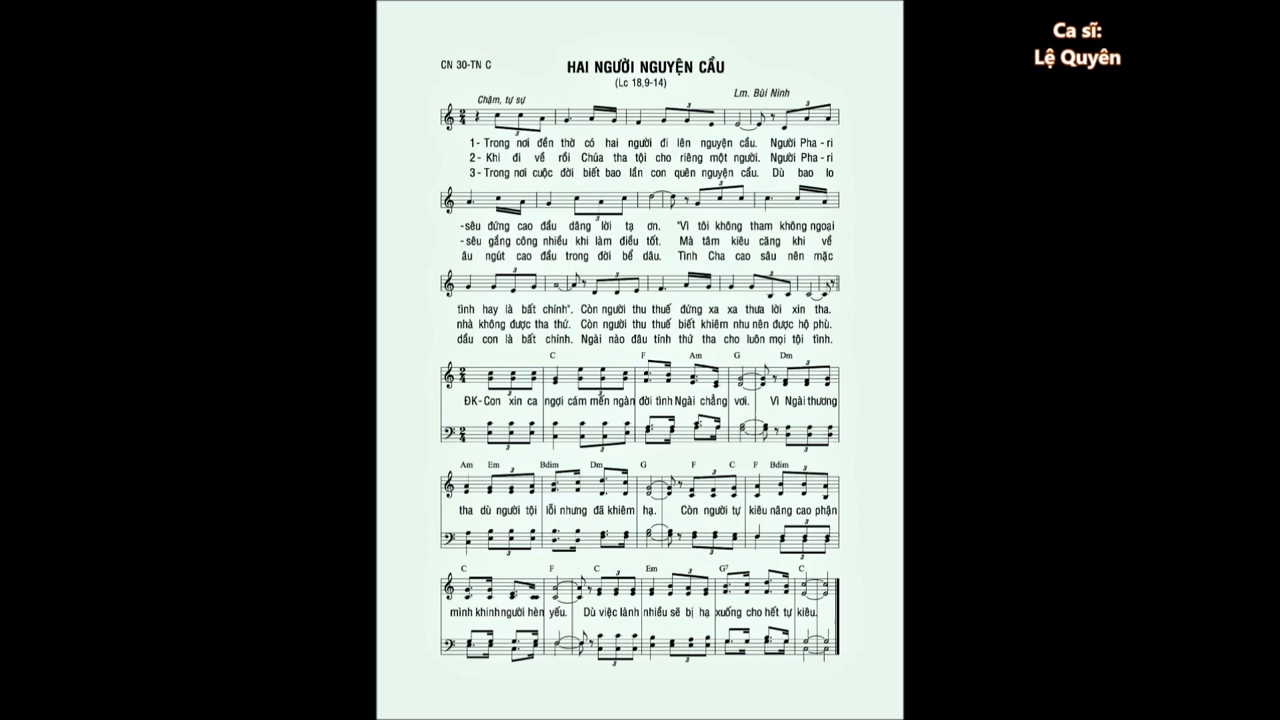 Ca sĩ:
Lệ Quyên
CN 30-TN C
HAI NGƯỜI NGUYỆN CẦU
(Lc 18,9-14)
Lm. Bùi Ninh
Chậm, tự sự
1- Trong nơi đền thờ có hai người đi lên nguyện cầu. Người Pha - ri
2- Khi đi về rồi Chúa tha tội cho riêng một người. Người Pha - ri
3- Trong nơi cuộc đời biết bao lần con quên nguyện cầu. Dù bao lo
-sêu đứng cao đầu dâng lời tạ ơn. "Vì tôi không tham không ngoại
-sêu gắng công nhiều khi làm điều tốt. Mà tâm kiêu căng khi về
âu ngút cao đầu trong đời bể dâu. Tình Cha cao sâu nên mặc
tình hay là bất chính". Còn người thu thuế đứng xa xa thưa lời xin tha.
nhà không được tha thứ. Còn người thu thuế biết khiêm nhu nên được hộ phù.
dầu con là bất chính. Ngài nào đâu tính thứ tha cho luôn mọi tội tình.
C F Am G Dm
ĐK-Con xin ca ngợi cám mến ngàn đời tình Ngài chẳng vơi. Vì Ngài thương
Am Em Bdim Dm G F C F Bdim
tha dù người tội lỗi nhưng đã khiêm hạ. Còn người tự kiêu nâng cao phận
C F C Em G7 C
mình khinh người hèn yếu. Dù việc lành nhiều sẽ bị hạ xuống cho hết tự kiêu.